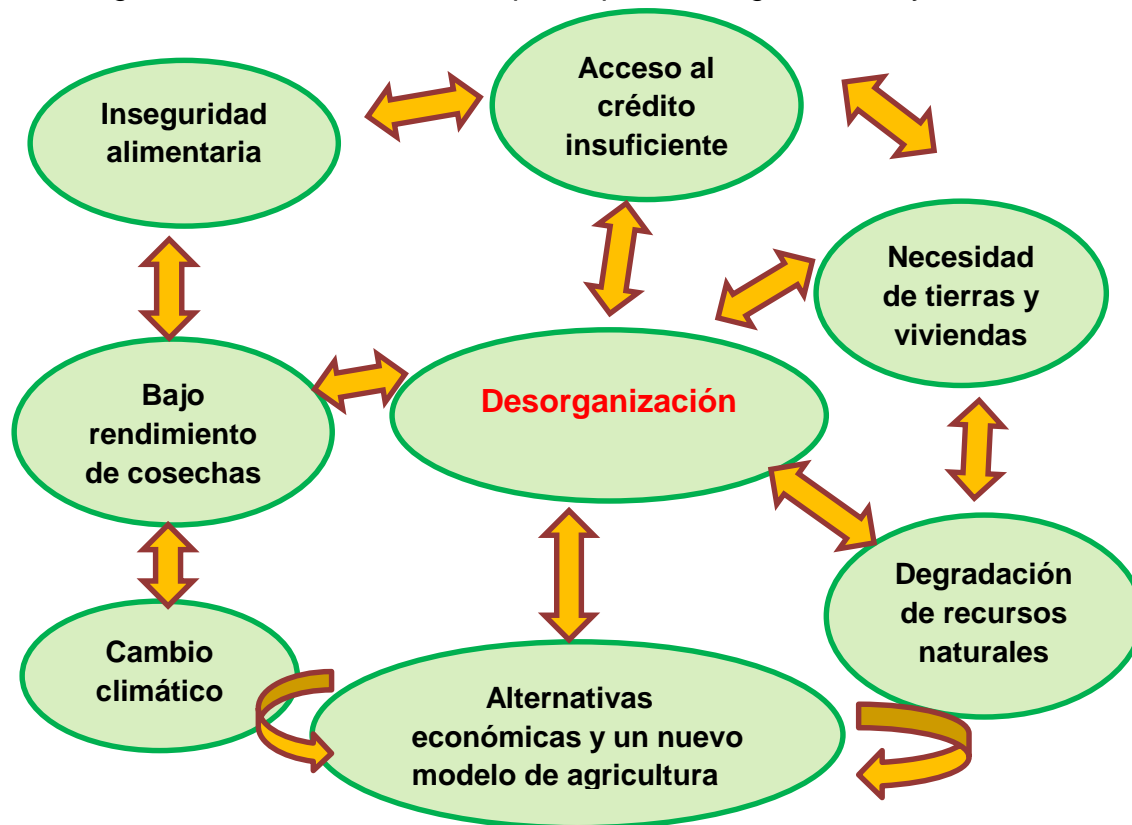 Acceso al
crédito
insuficiente
Inseguridad
alimentaria
Necesidad
de tierras y
viviendas
Desorganización
Bajo
rendimiento
de cosechas
Degradación
de recursos
naturales
Cambio
climático
Alternativas
económicas y un nuevo
modelo de agricultura